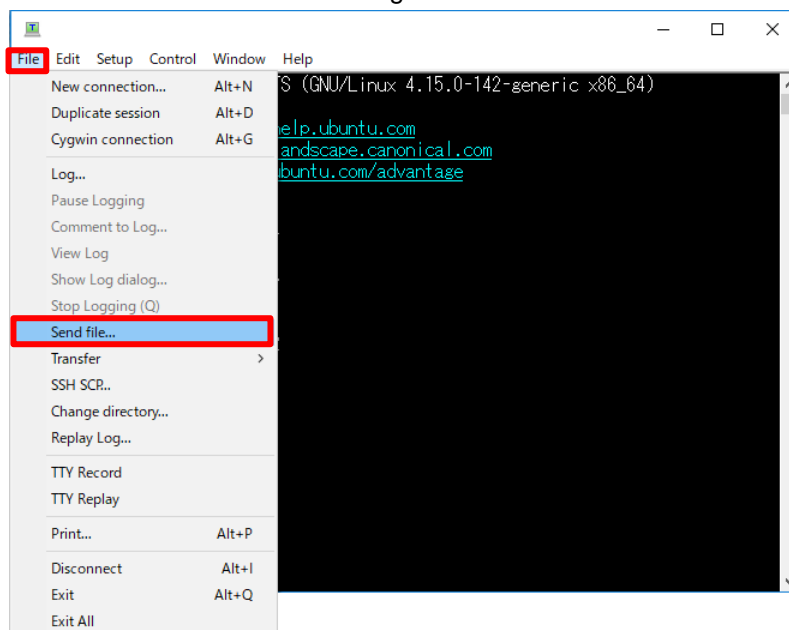 File Edit Setup Control Window Help
New connection... Alt+N
Duplicate session Alt+D
Cygwin connection Alt+G
Log...
Pause Logging
Comment to Log...
View Log
Show Log dialog...
Stop Logging (Q)
Send file...
Transfer >
SSH SCP...
Change directory...
Replay Log...
TTY Record
TTY Replay
Print... Alt+P
Disconnect Alt+I
Exit Alt+Q
Exit All
S (GNU/Linux 4.15.0-142-generic x86_64)
elp.ubuntu.com
andscape.canonical.com
buntu.com/advantage